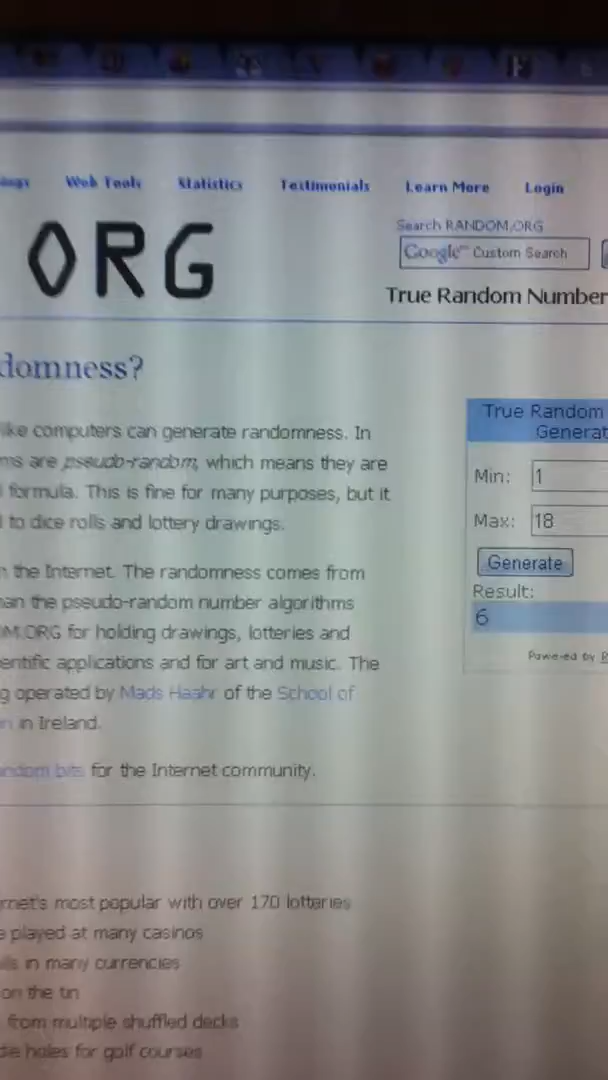 Web Tools Statistics Testimonials Learn More Login
ORG
Search RANDOM.ORG
Google™ Custom Search
True Random Number
domness?
like computers can generate randomness. In
ms are pseudo-random, which means they are
formula. This is fine for many purposes, but it
to dice rolls and lottery drawings.
n the Internet. The randomness comes from
han the pseudo-random number algorithms
OM.ORG for holding drawings, lotteries and
entific applications and for art and music. The
g operated by Mads Haahr of the School of
in Ireland.
andom bits for the Internet community.
True Random
Generat
Min: 1
Max: 18
Generate
Result:
6
Powered by
rnet's most popular with over 170 lotteries
e played at many casinos
in many currencies
on the tin
from multiple shuffled decks
holes for golf courses